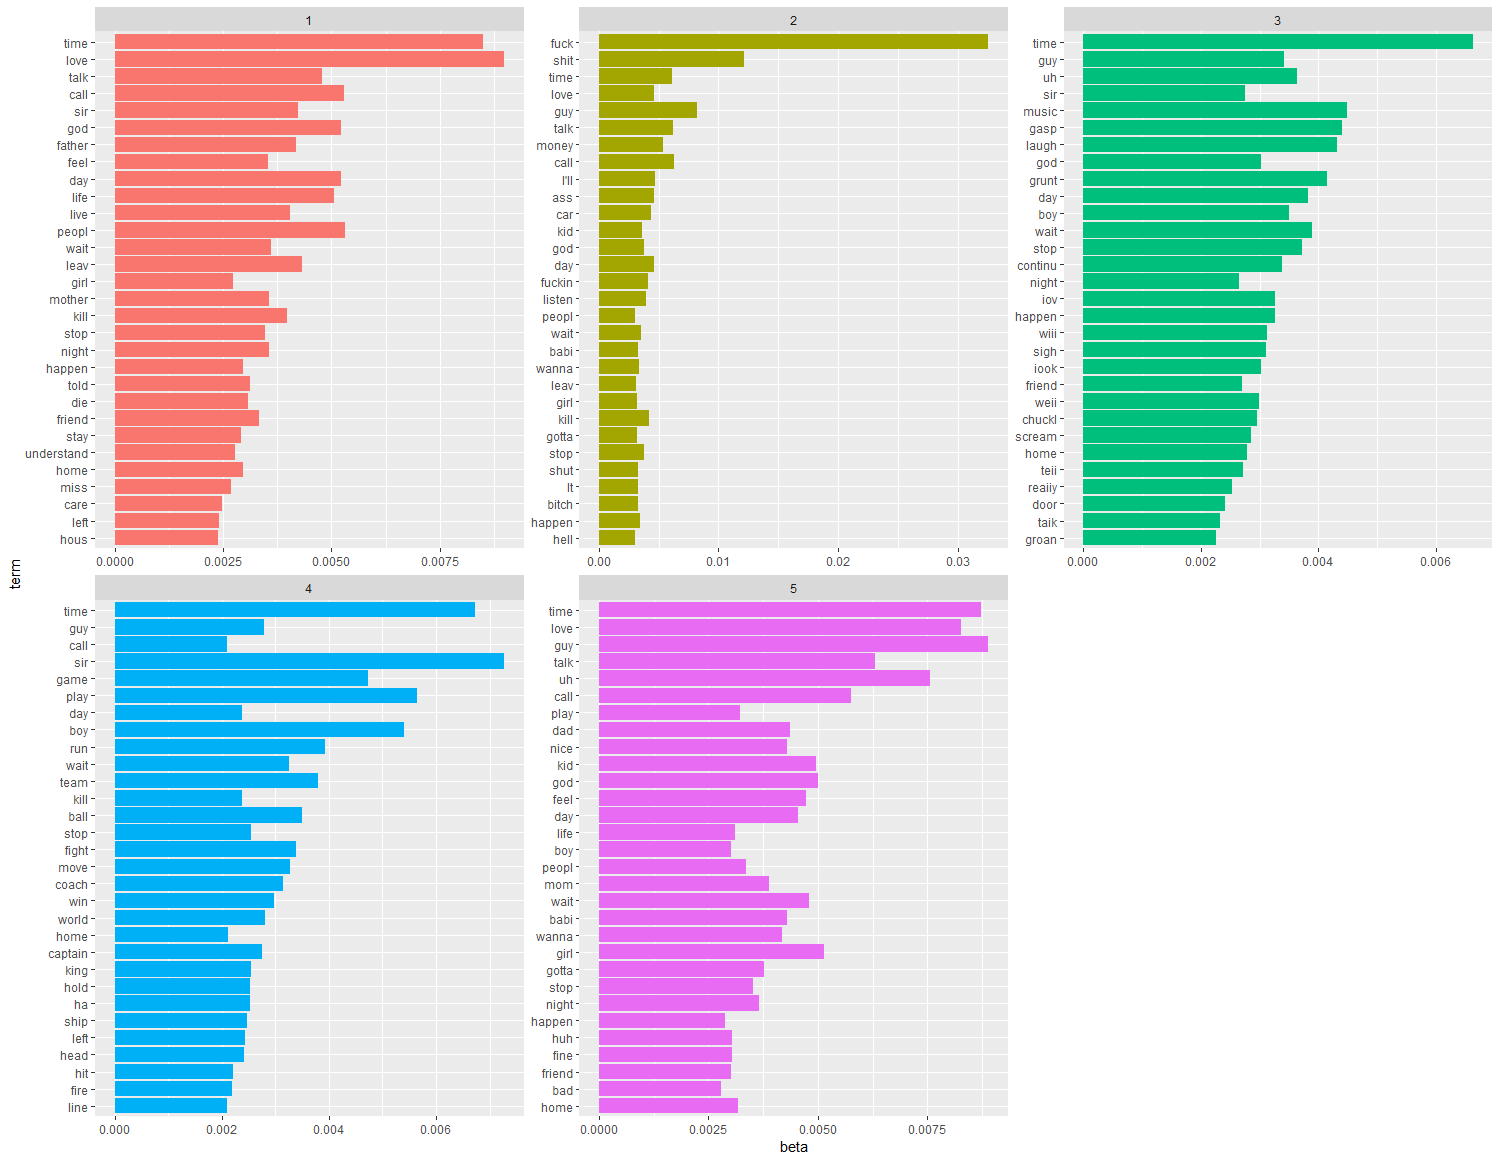 1
time
love
talk
call
sir
god
father
feel
day
life
live
peopl
wait
leav
girl
mother
kill
stop
night
happen
told
die
friend
stay
understand
home
miss
care
left
hous
0.0000 0.0025 0.0050 0.0075
2
fuck
shit
time
love
guy
talk
money
call
I'll
ass
car
kid
god
day
fuckin
listen
peopl
wait
babi
wanna
leav
girl
kill
gotta
stop
shut
It
bitch
happen
hell
0.00 0.01 0.02 0.03
3
time
guy
uh
sir
music
gasp
laugh
god
grunt
day
boy
wait
stop
continu
night
iov
happen
wiii
sigh
iook
friend
weii
chuckl
scream
home
teii
reaiiy
door
taik
groan
0.000 0.002 0.004 0.006
term
4
time
guy
call
sir
game
play
day
boy
run
wait
team
kill
ball
stop
fight
move
coach
win
world
home
captain
king
hold
ha
ship
left
head
hit
fire
line
0.000 0.002 0.004 0.006
5
time
love
guy
talk
uh
call
play
dad
nice
kid
god
feel
day
life
boy
peopl
mom
wait
babi
wanna
girl
gotta
stop
night
happen
huh
fine
friend
bad
home
0.0000 0.0025 0.0050 0.0075
beta